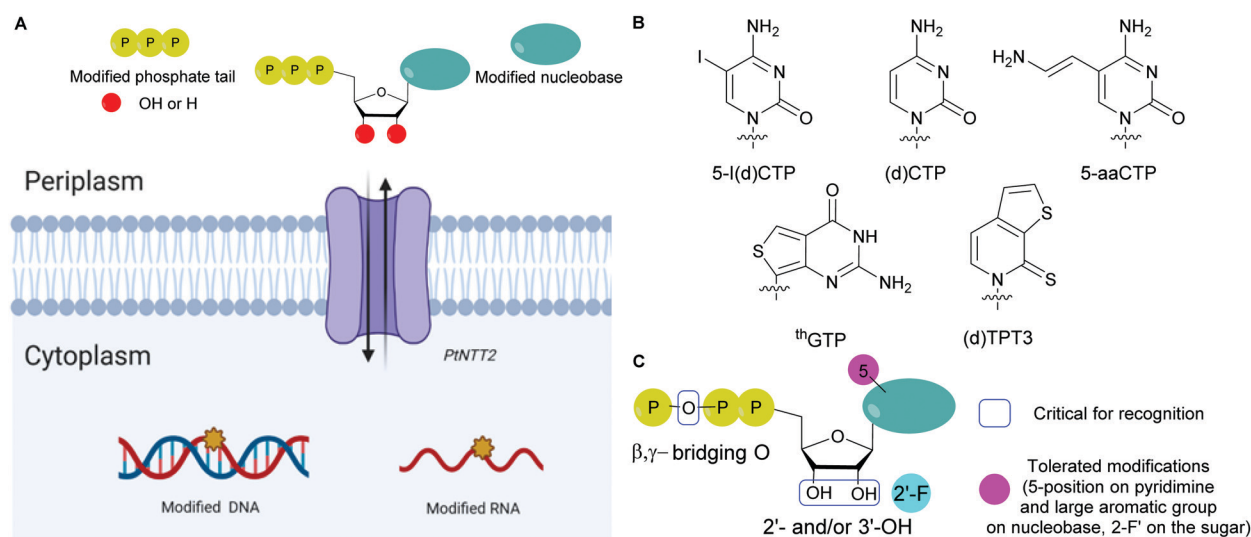 A
P P P
Modified phosphate tail
OH or H
P P P
O
Modified nucleobase
Periplasm
Cytoplasm
PtNTT2
Modified DNA
Modified RNA
B
NH2
I
N
N
O
5-I(d)CTP
NH2
N
N
O
(d)CTP
NH2
H2N
N
N
O
5-aaCTP
O
S
NH
N
NH2
thGTP
S
N
S
(d)TPT3
C
5
P O P P
β,γ- bridging O
O
OH OH
2'-F
2'- and/or 3'-OH
Critical for recognition
Tolerated modifications
(5-position on pyridimine
and large aromatic group
on nucleobase, 2-F' on the sugar)